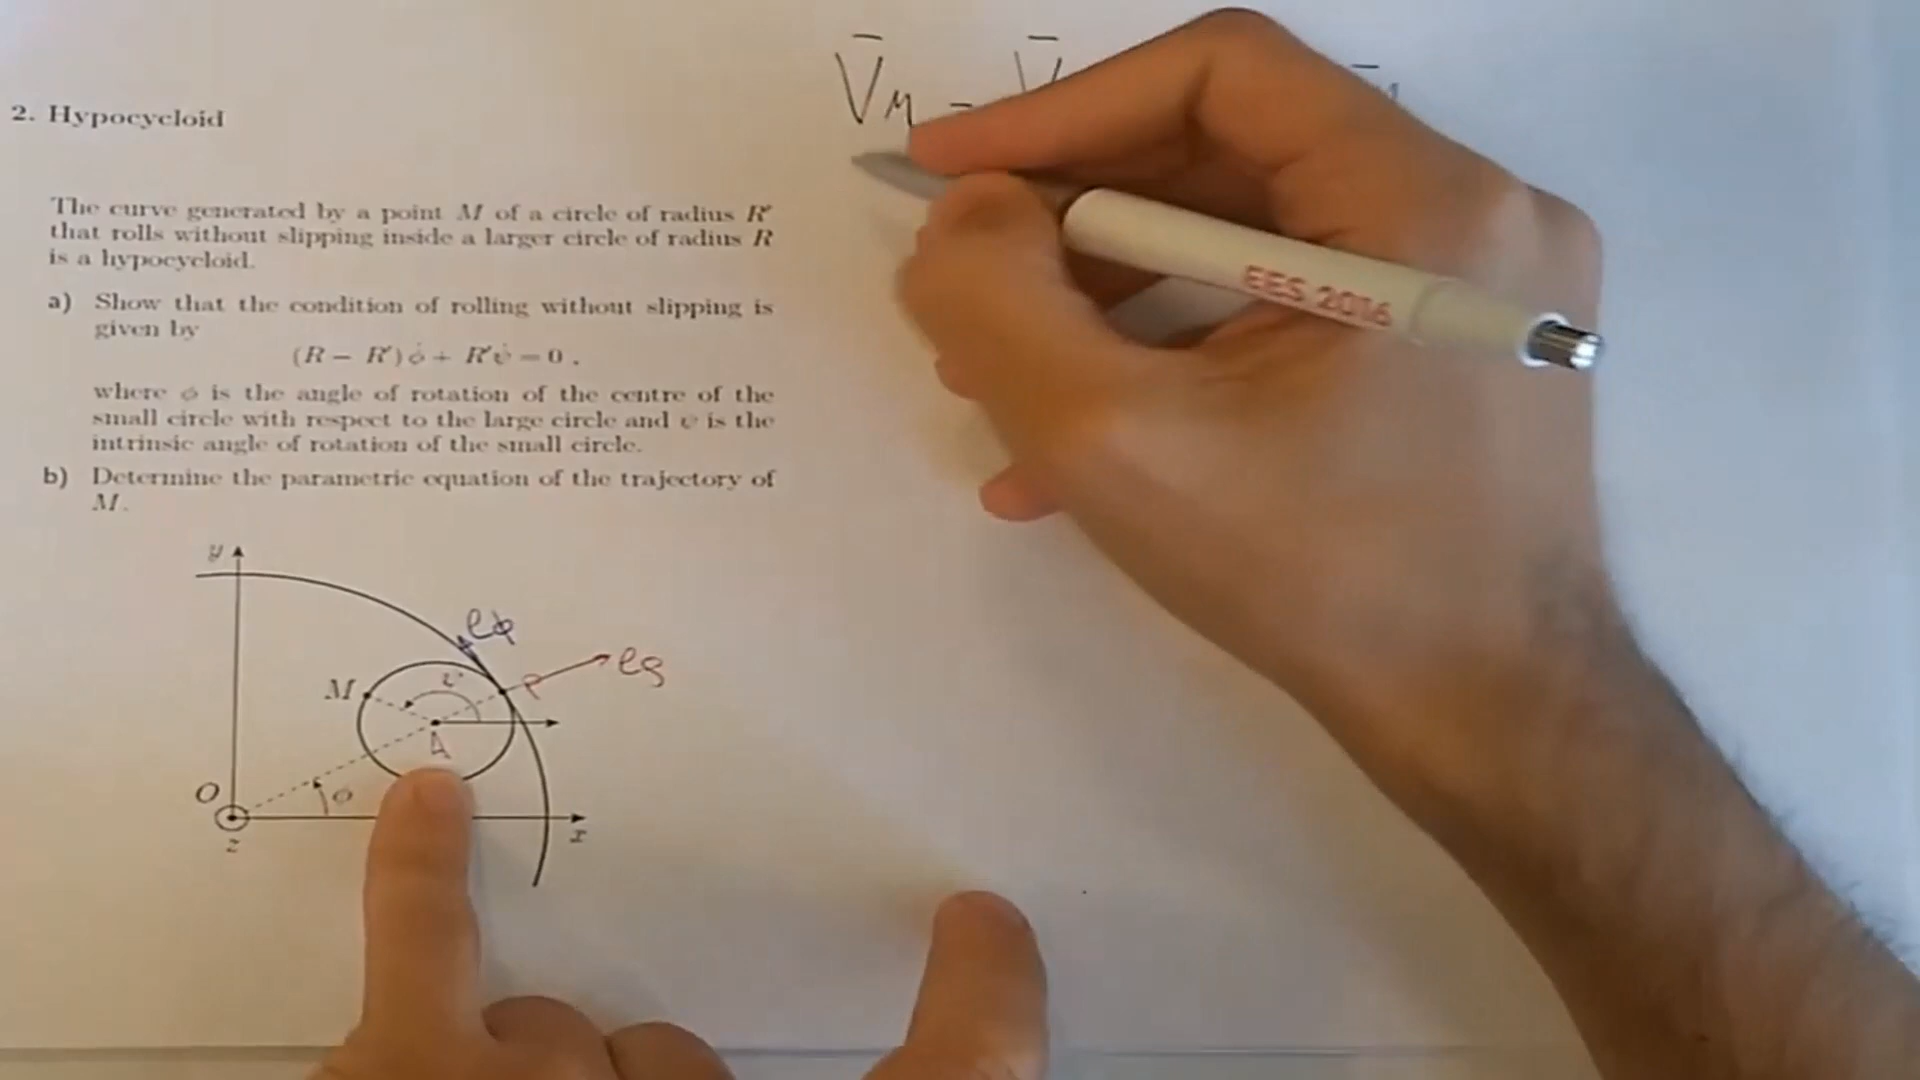 2. Hypocycloid
The curve generated by a point M of a circle of radius R′
that rolls without slipping inside a larger circle of radius R
is a hypocycloid.
a) Show that the condition of rolling without slipping is
given by
(R − R′)ϕ̇ + R′ψ̇ = 0 ,
where ϕ is the angle of rotation of the centre of the
small circle with respect to the large circle and ψ is the
intrinsic angle of rotation of the small circle.
b) Determine the parametric equation of the trajectory of
M.
V̄M = V̄
EES 2016
y
eϕ
eρ
M
ψ
P
A
O
ϕ
x
z